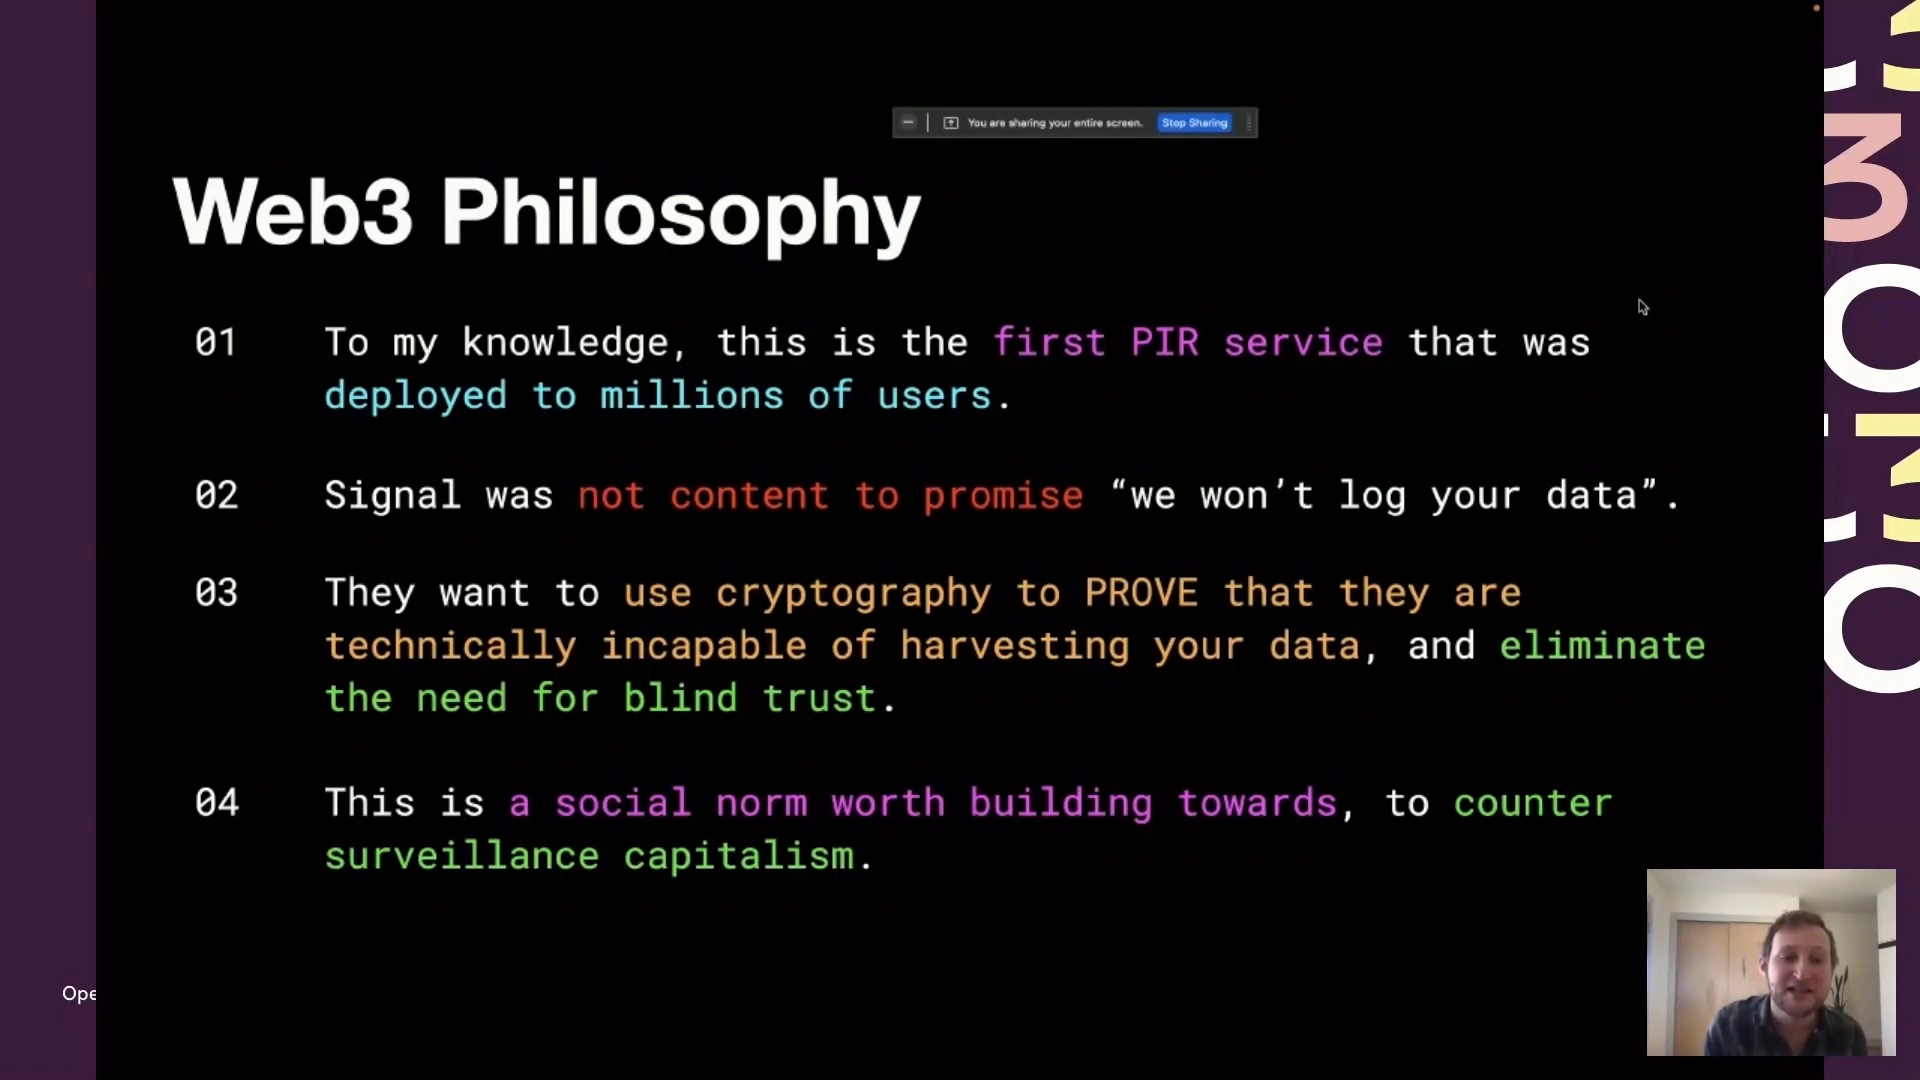 You are sharing your entire screen. Stop Sharing
Web3 Philosophy
01 To my knowledge, this is the first PIR service that was
deployed to millions of users.
02 Signal was not content to promise “we won’t log your data”.
03 They want to use cryptography to PROVE that they are
technically incapable of harvesting your data, and eliminate
the need for blind trust.
04 This is a social norm worth building towards, to counter
surveillance capitalism.
Ope